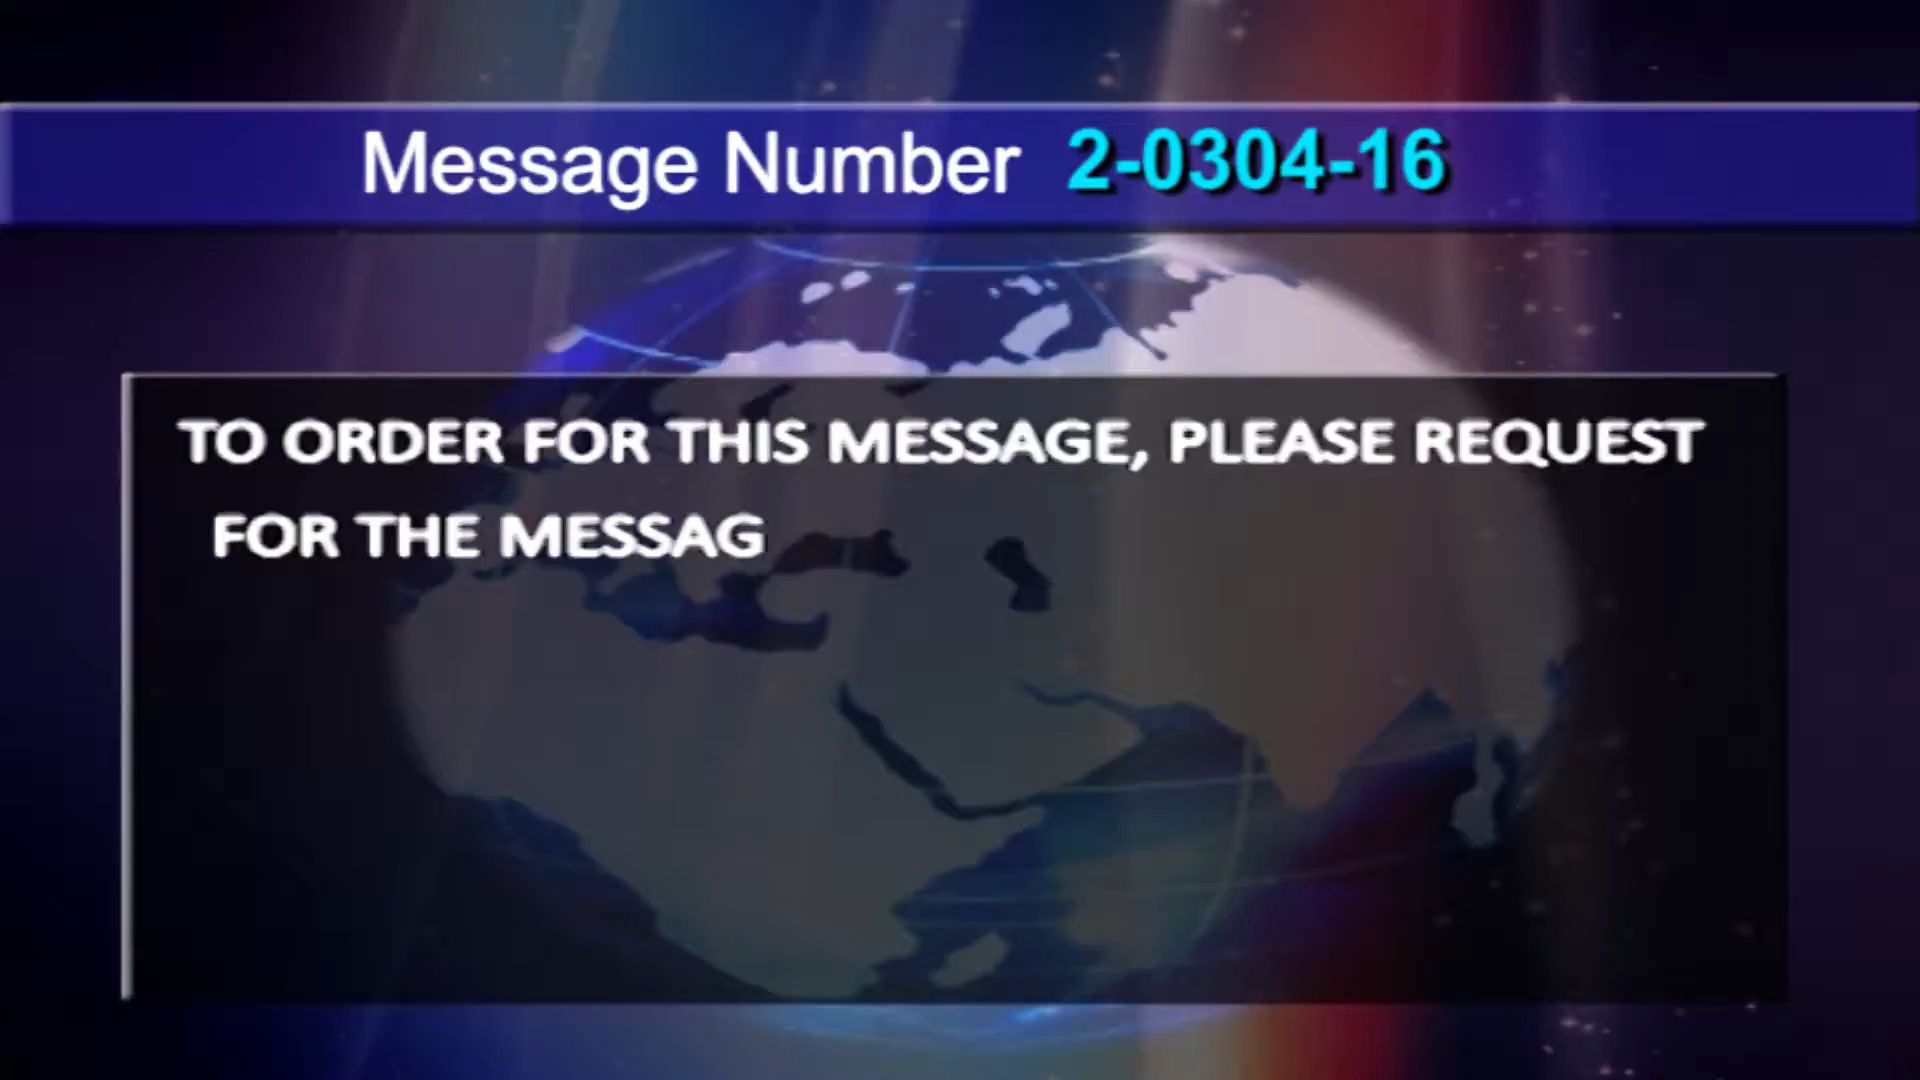 Message Number 2-0304-16
TO ORDER FOR THIS MESSAGE, PLEASE REQUEST
FOR THE MESSAG